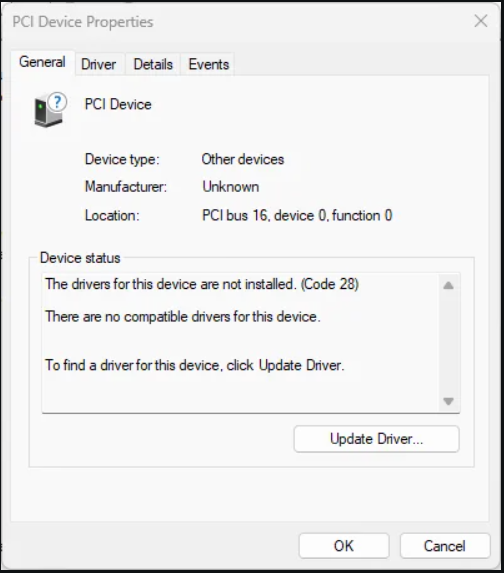 PCI Device Properties
General Driver Details Events
PCI Device
Device type: Other devices
Manufacturer: Unknown
Location: PCI bus 16, device 0, function 0
Device status
The drivers for this device are not installed. (Code 28)
There are no compatible drivers for this device.
To find a driver for this device, click Update Driver.
Update Driver...
OK Cancel